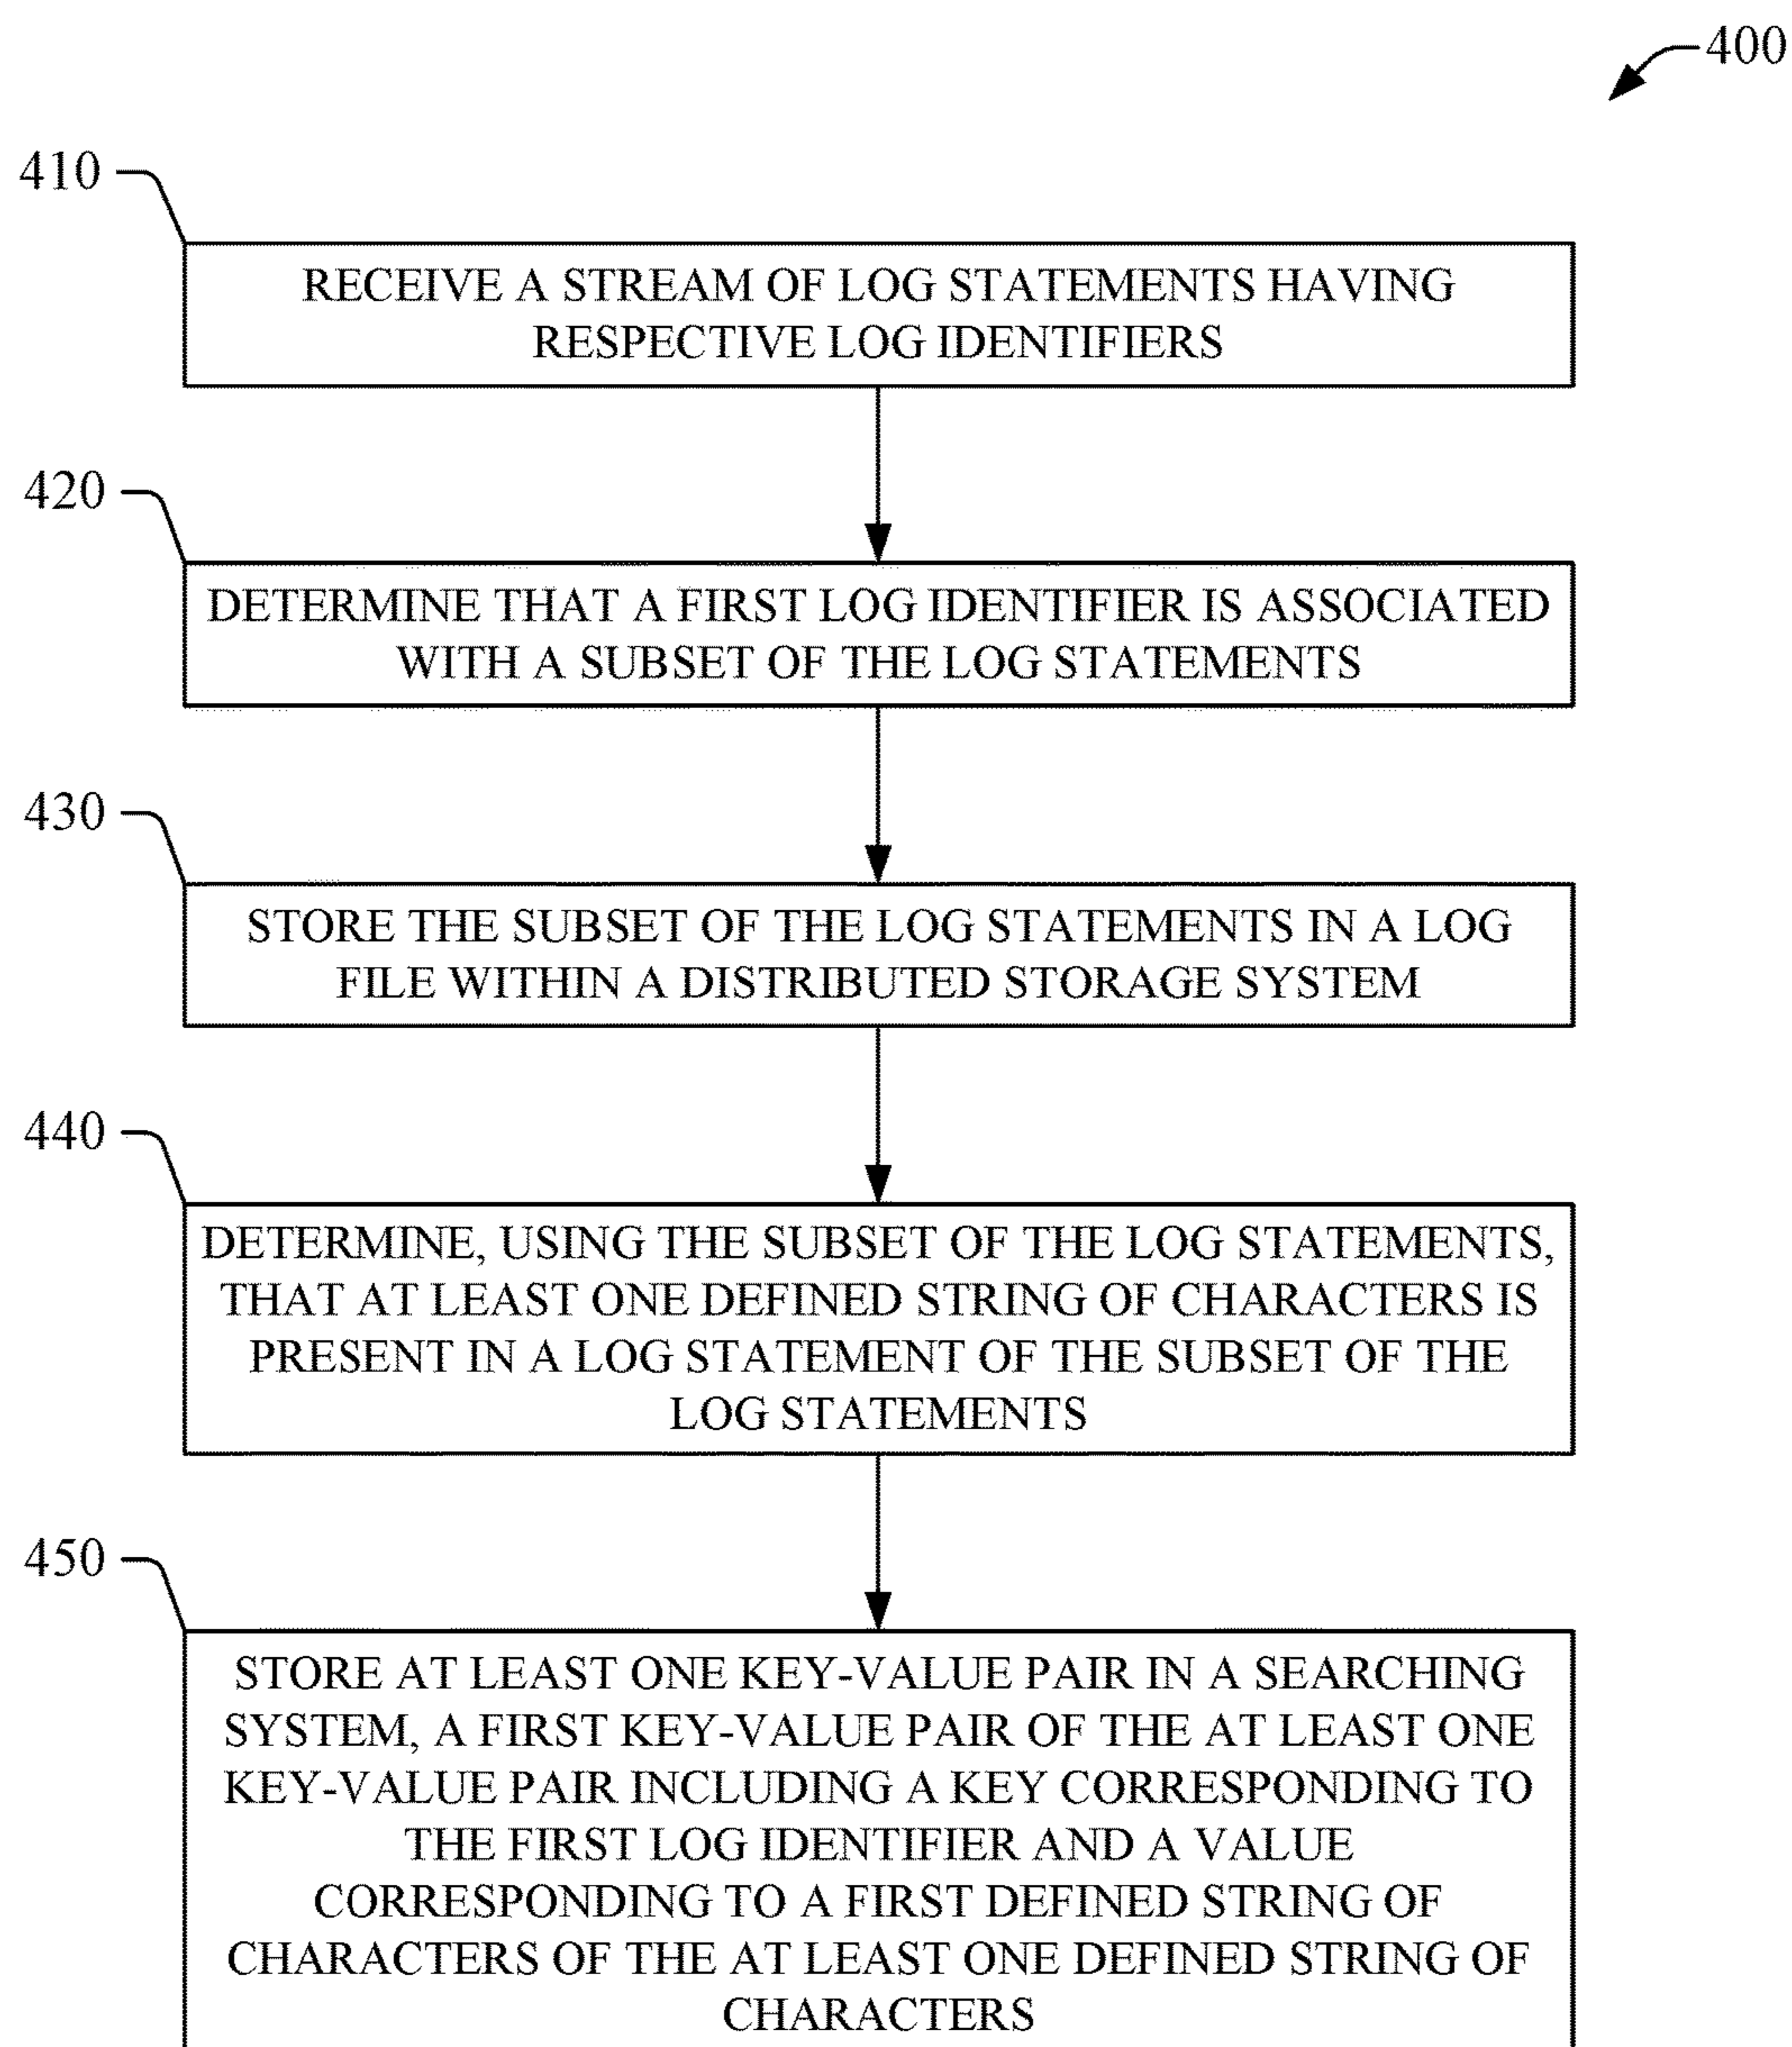 400
410
RECEIVE A STREAM OF LOG STATEMENTS HAVING
RESPECTIVE LOG IDENTIFIERS
420
DETERMINE THAT A FIRST LOG IDENTIFIER IS ASSOCIATED
WITH A SUBSET OF THE LOG STATEMENTS
430
STORE THE SUBSET OF THE LOG STATEMENTS IN A LOG
FILE WITHIN A DISTRIBUTED STORAGE SYSTEM
440
DETERMINE, USING THE SUBSET OF THE LOG STATEMENTS,
THAT AT LEAST ONE DEFINED STRING OF CHARACTERS IS
PRESENT IN A LOG STATEMENT OF THE SUBSET OF THE
LOG STATEMENTS
450
STORE AT LEAST ONE KEY-VALUE PAIR IN A SEARCHING
SYSTEM, A FIRST KEY-VALUE PAIR OF THE AT LEAST ONE
KEY-VALUE PAIR INCLUDING A KEY CORRESPONDING TO
THE FIRST LOG IDENTIFIER AND A VALUE
CORRESPONDING TO A FIRST DEFINED STRING OF
CHARACTERS OF THE AT LEAST ONE DEFINED STRING OF
CHARACTERS